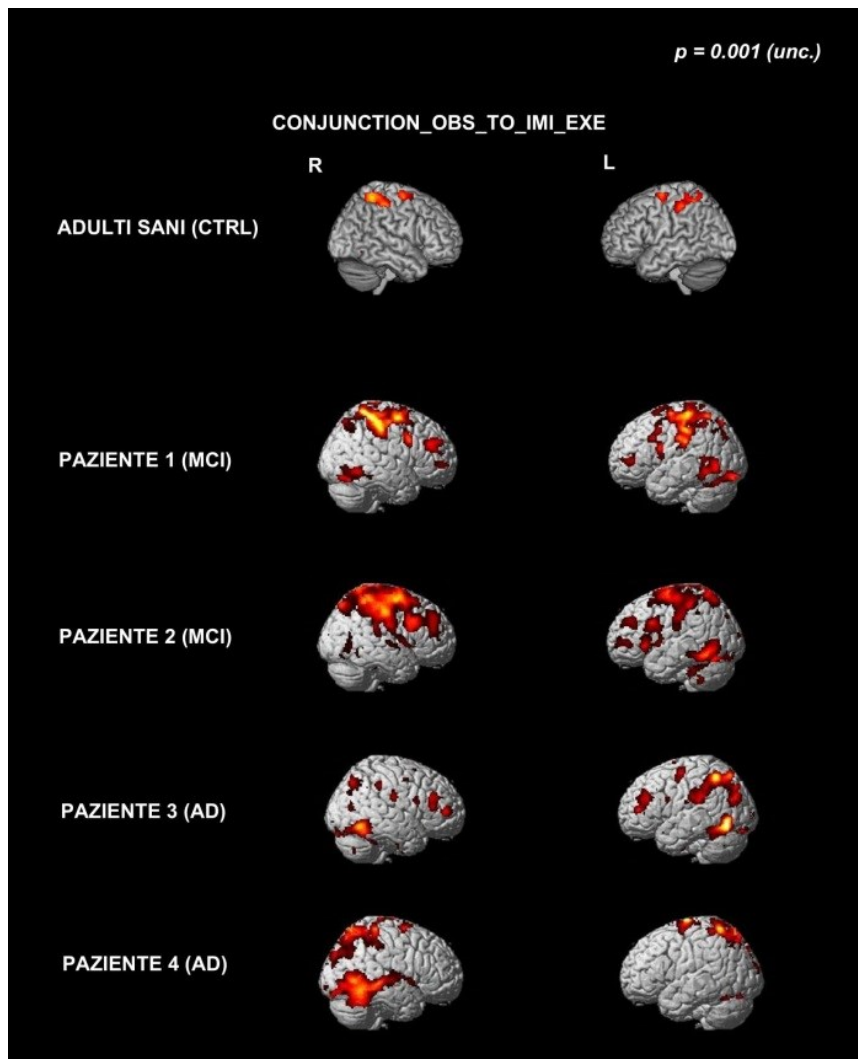 p = 0.001 (unc.)
CONJUNCTION_OBS_TO_IMI_EXE
R L
ADULTI SANI (CTRL)
PAZIENTE 1 (MCI)
PAZIENTE 2 (MCI)
PAZIENTE 3 (AD)
PAZIENTE 4 (AD)